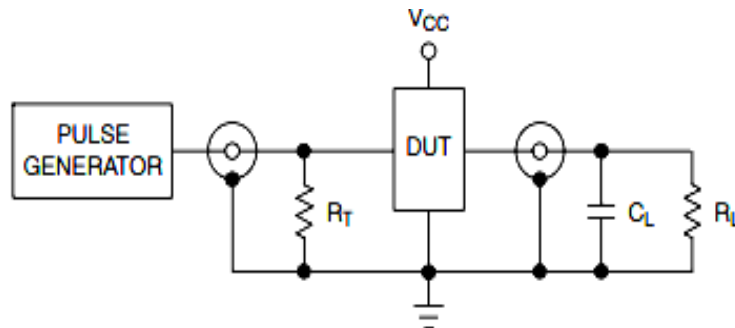 VCC
PULSE
GENERATOR
DUT
RT
CL
RL